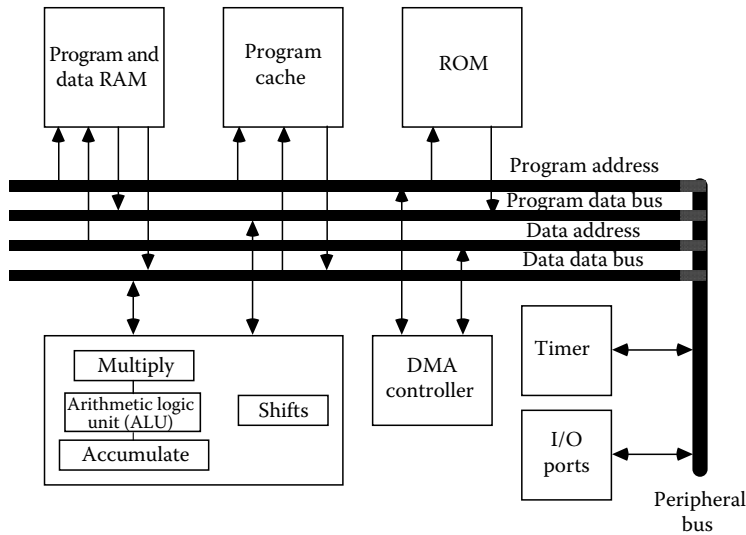 Program and
data RAM
Program
cache
ROM
Program address
Program data bus
Data address
Data data bus
Multiply
Arithmetic logic
unit (ALU)
Accumulate
Shifts
DMA
controller
Timer
I/O
ports
Peripheral
bus